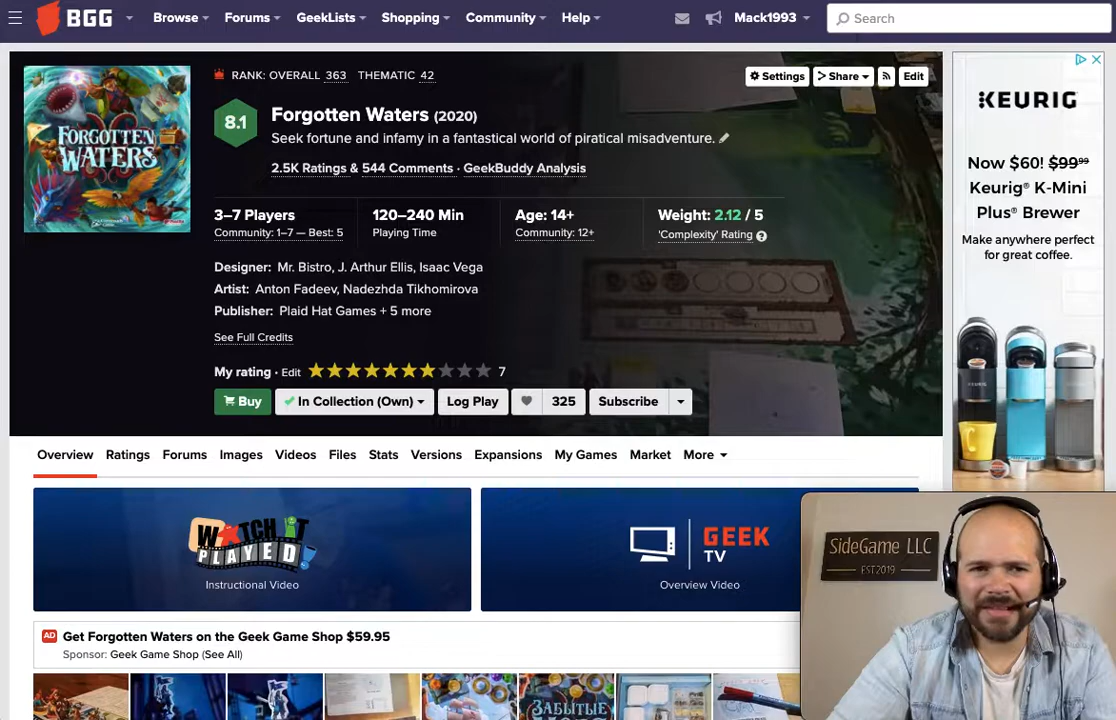 BGG
Browse
Forums
GeekLists
Shopping
Community
Help
Mack1993
Search
RANK: OVERALL 363 THEMATIC 42
Settings
Share
Edit
8.1
Forgotten Waters (2020)
Seek fortune and infamy in a fantastical world of piratical misadventure.
2.5K Ratings & 544 Comments · GeekBuddy Analysis
FORGOTTEN
WATERS
3–7 Players
Community: 1–7 — Best: 5
120–240 Min
Playing Time
Age: 14+
Community: 12+
Weight: 2.12 / 5
'Complexity' Rating ?
Designer: Mr. Bistro, J. Arthur Ellis, Isaac Vega
Artist: Anton Fadeev, Nadezhda Tikhomirova
Publisher: Plaid Hat Games + 5 more
See Full Credits
My rating · Edit 7
Buy
In Collection (Own)
Log Play
325
Subscribe
KEURIG
Now $60! $99⁹⁹
Keurig® K-Mini
Plus® Brewer
Make anywhere perfect
for great coffee.
Overview
Ratings
Forums
Images
Videos
Files
Stats
Versions
Expansions
My Games
Market
More
WATCH IT
PLAYED
Instructional Video
GEEK
TV
Overview Video
AD Get Forgotten Waters on the Geek Game Shop $59.95
Sponsor: Geek Game Shop (See All)
ЗАБЫТЫЕ
SideGame LLC
EST2019